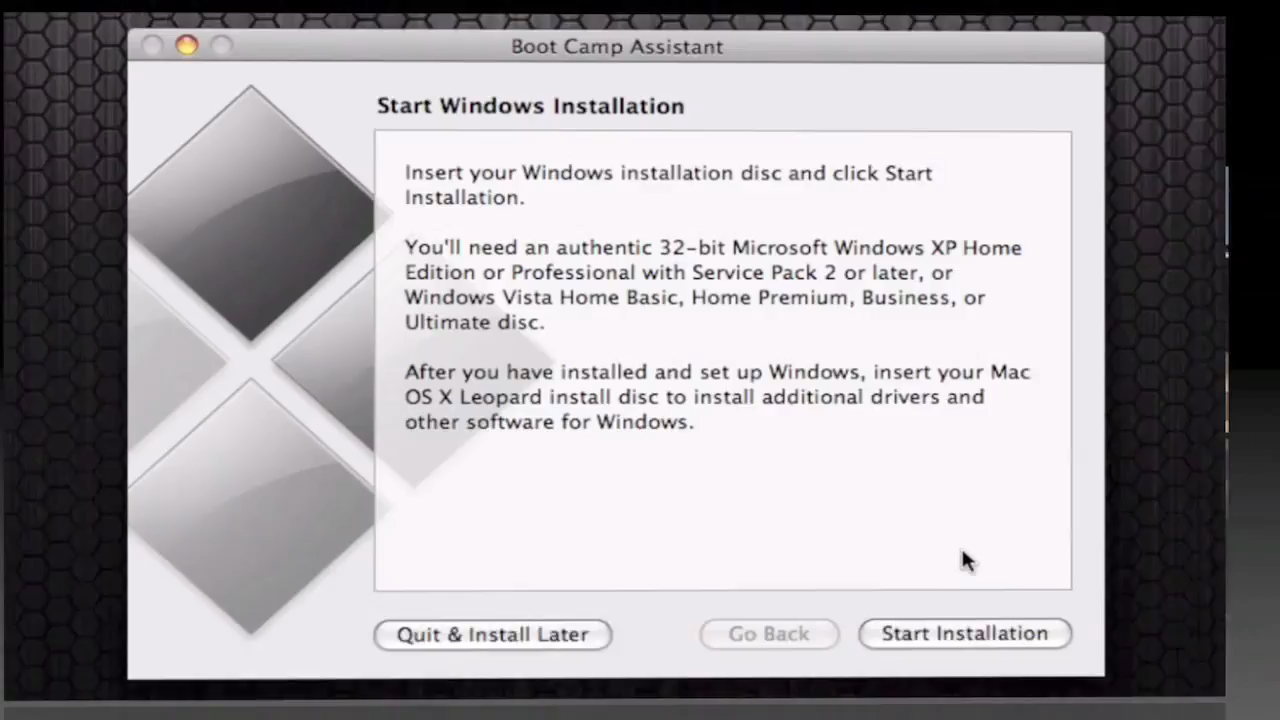 Boot Camp Assistant
Start Windows Installation
Insert your Windows installation disc and click Start
Installation.
You'll need an authentic 32-bit Microsoft Windows XP Home
Edition or Professional with Service Pack 2 or later, or
Windows Vista Home Basic, Home Premium, Business, or
Ultimate disc.
After you have installed and set up Windows, insert your Mac
OS X Leopard install disc to install additional drivers and
other software for Windows.
Quit & Install Later
Go Back
Start Installation